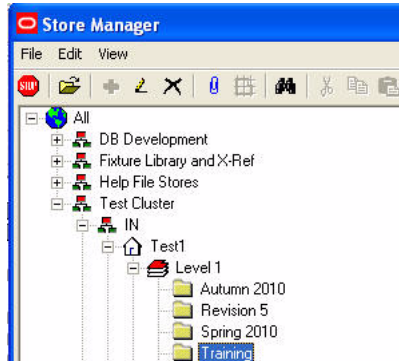 Store Manager
File Edit View
STOP
All
DB Development
Fixture Library and X-Ref
Help File Stores
Test Cluster
IN
Test1
Level 1
Autumn 2010
Revision 5
Spring 2010
Training